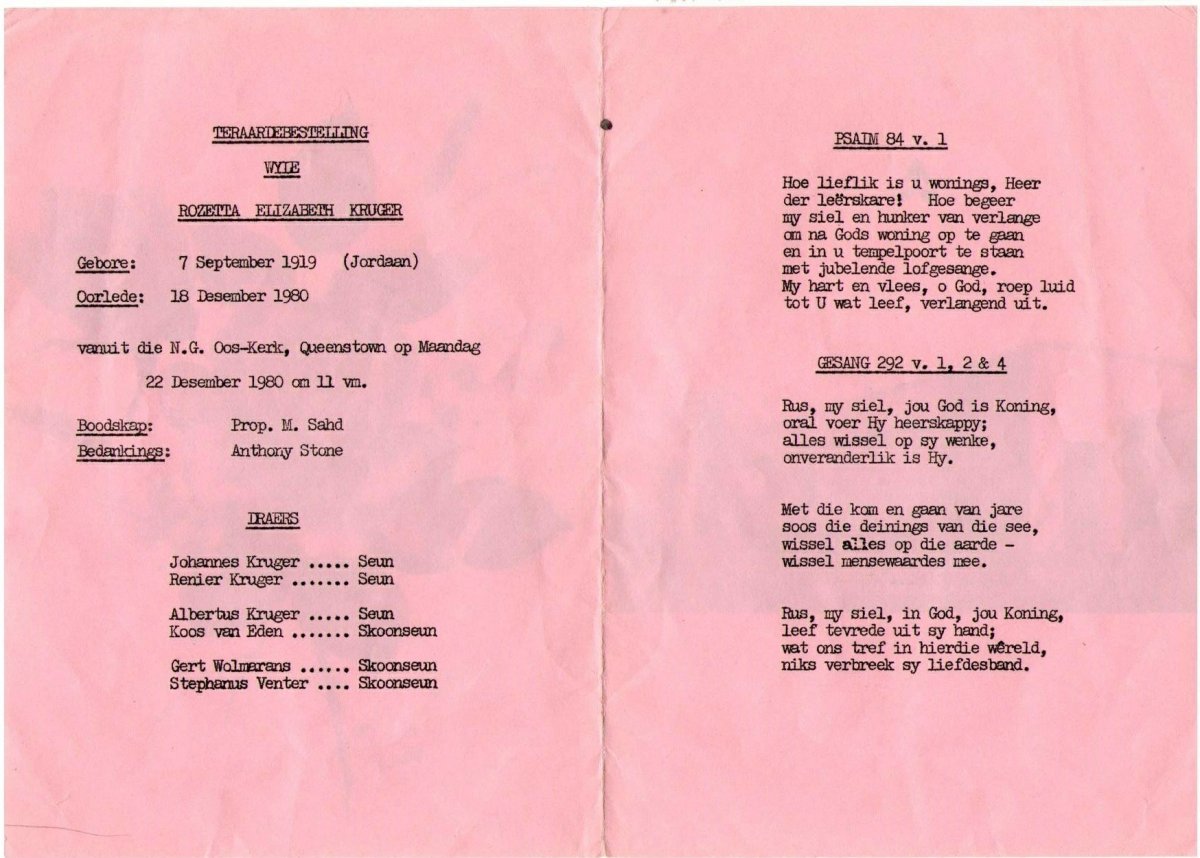 TERAARDEBESTELLING
WYLE
ROZETTA ELIZABETH KRUGER
Gebore: 7 September 1919 (Jordaan)
Oorlede: 18 Desember 1980
vanuit die N.G. Oos-Kerk, Queenstown op Maandag
22 Desember 1980 om 11 vm.
Boodskap: Prop. M. Sahd
Bedankings: Anthony Stone
DRAERS
Johannes Kruger ..... Seun
Renier Kruger ....... Seun
Albertus Kruger ..... Seun
Koos van Eden ....... Skoonseun
Gert Wolmarans ...... Skoonseun
Stephanus Venter .... Skoonseun
PSALM 84 v. 1
Hoe lieflik is u wonings, Heer
der leërskare! Hoe begeer
my siel en hunker van verlange
om na Gods woning op te gaan
en in u tempelpoort te staan
met jubelende lofgesange.
My hart en vlees, o God, roep luid
tot U wat leef, verlangend uit.
GESANG 292 v. 1, 2 & 4
Rus, my siel, jou God is Koning,
oral voer Hy heerskappy;
alles wissel op sy wenke,
onveranderlik is Hy.
Met die kom en gaan van jare
soos die deinings van die see,
wissel alles op die aarde -
wissel mensewaardes mee.
Rus, my siel, in God, jou Koning,
leef tevrede uit sy hand;
wat ons tref in hierdie wêreld,
niks verbreek sy liefdesband.